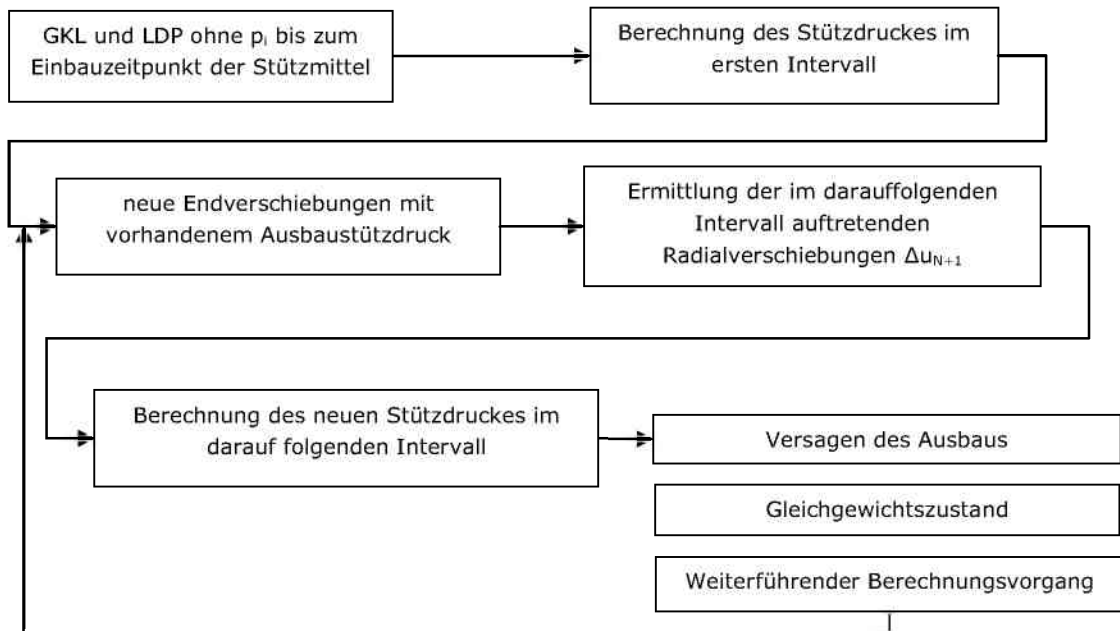 GKL und LDP ohne pᵢ bis zum
Einbauzeitpunkt der Stützmittel
Berechnung des Stützdruckes im
ersten Intervall
neue Endverschiebungen mit
vorhandenem Ausbaustützdruck
Ermittlung der im darauffolgenden
Intervall auftretenden
Radialverschiebungen Δuₙ₊₁
Berechnung des neuen Stützdruckes im
darauf folgenden Intervall
Versagen des Ausbaus
Gleichgewichtszustand
Weiterführender Berechnungsvorgang